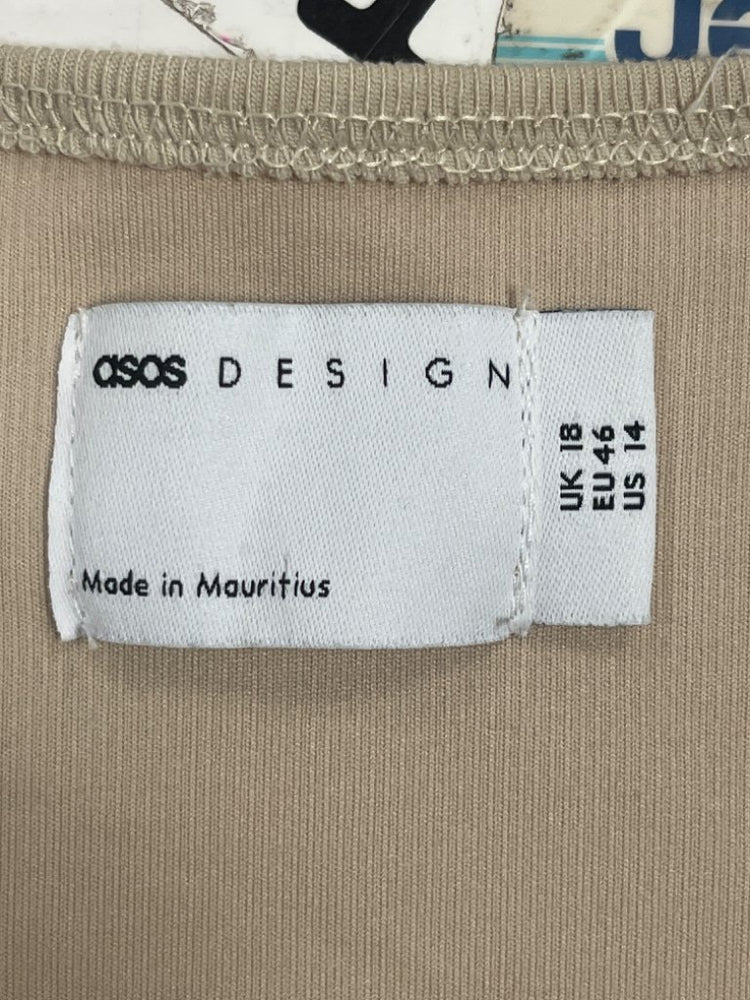 asos DESIGN
Made in Mauritius
UK 18
EU 46
US 14